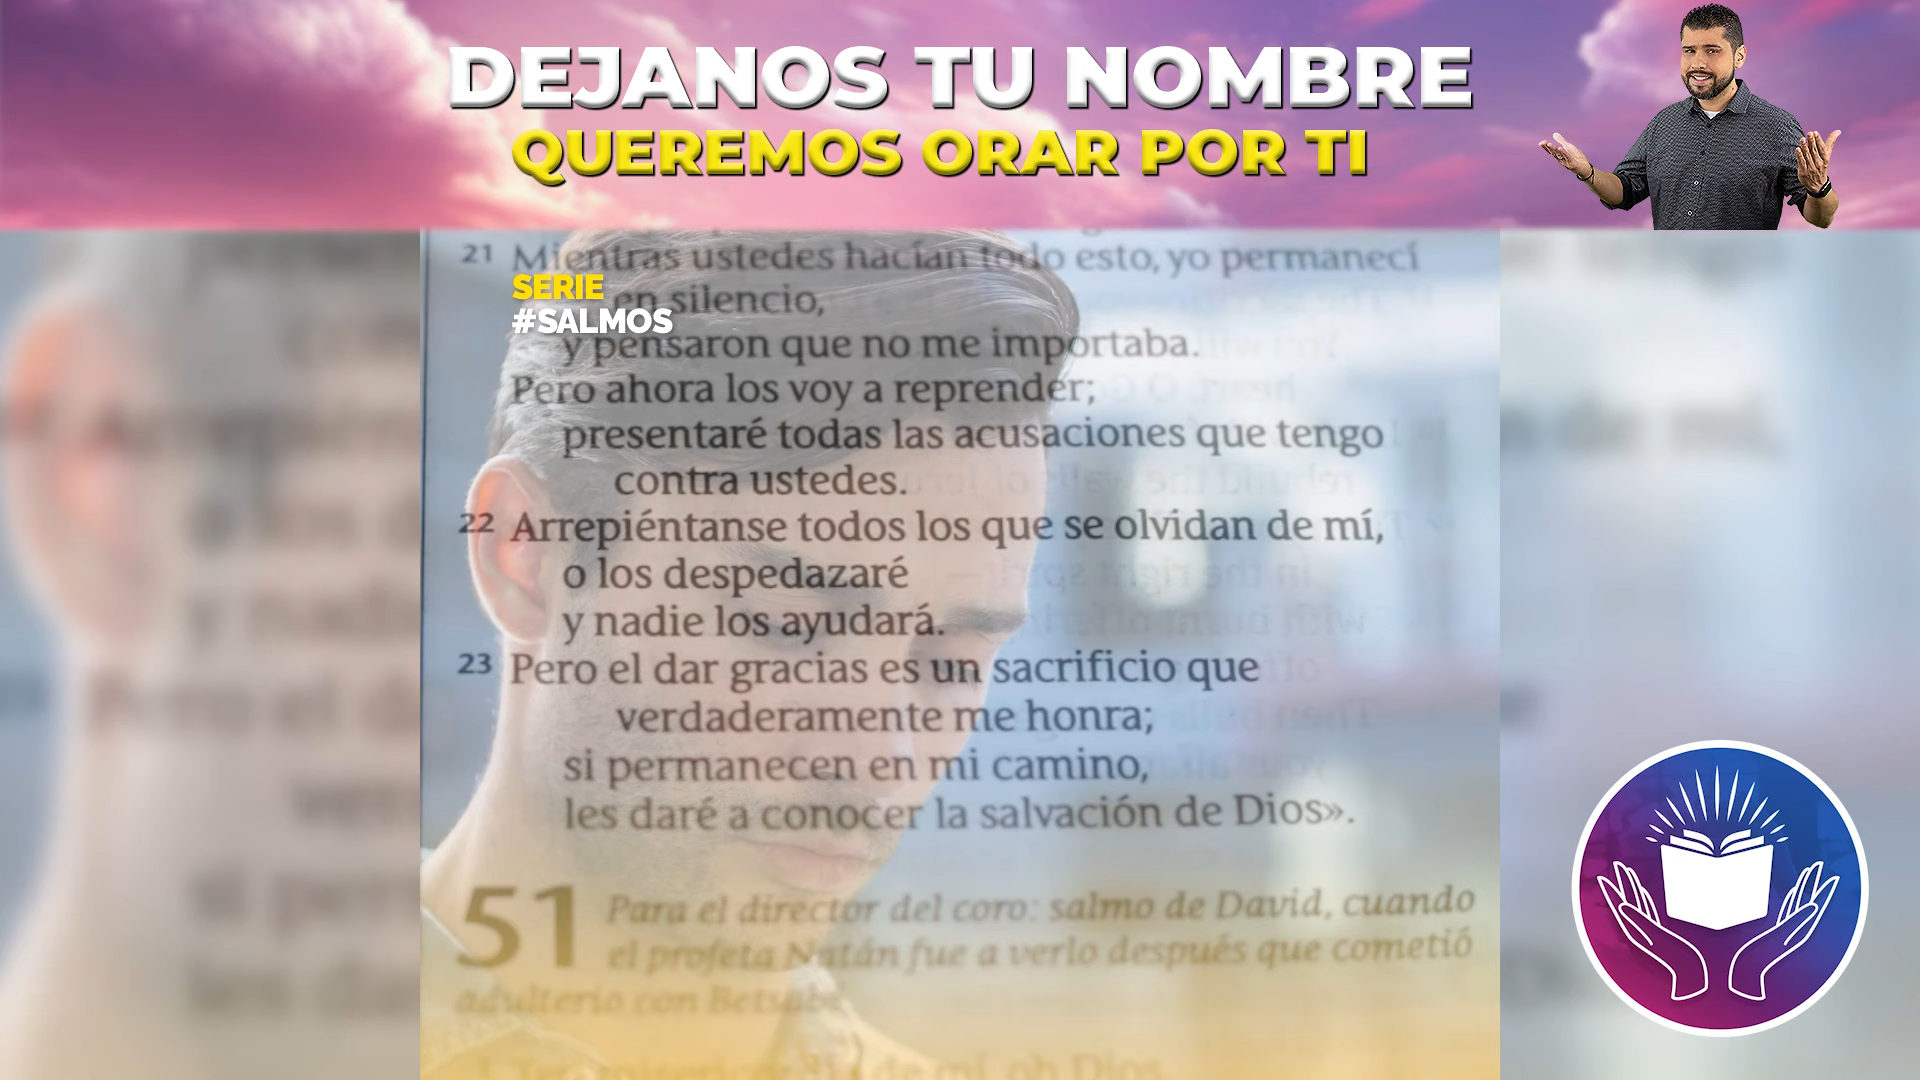 DEJANOS TU NOMBRE
QUEREMOS ORAR POR TI
SERIE
#SALMOS
21 Mientras ustedes hacían todo esto, yo permanecí
en silencio,
y pensaron que no me importaba.
Pero ahora los voy a reprender;
presentaré todas las acusaciones que tengo
contra ustedes.
22 Arrepiéntanse todos los que se olvidan de mí,
o los despedazaré
y nadie los ayudará.
23 Pero el dar gracias es un sacrificio que
verdaderamente me honra;
si permanecen en mi camino,
les daré a conocer la salvación de Dios».
51 Para el director del coro: salmo de David, cuando
el profeta Natán fue a verlo después que cometió
adulterio con Betsabé.
de mí, oh Dios,